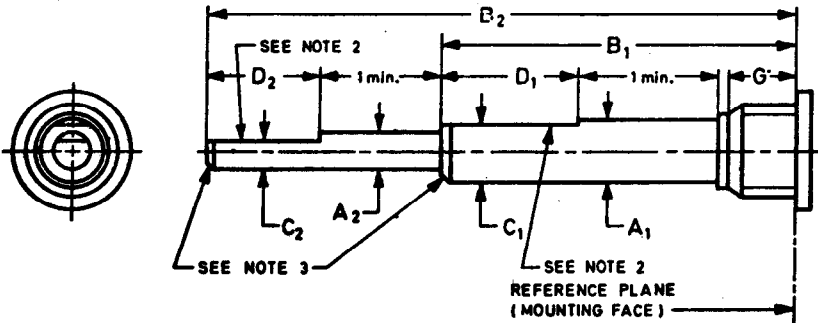 B₂
SEE NOTE 2
B₁
D₂
1 min.
D₁
1 min.
G
C₂
A₂
C₁
A₁
SEE NOTE 3
SEE NOTE 2
REFERENCE PLANE
(MOUNTING FACE)